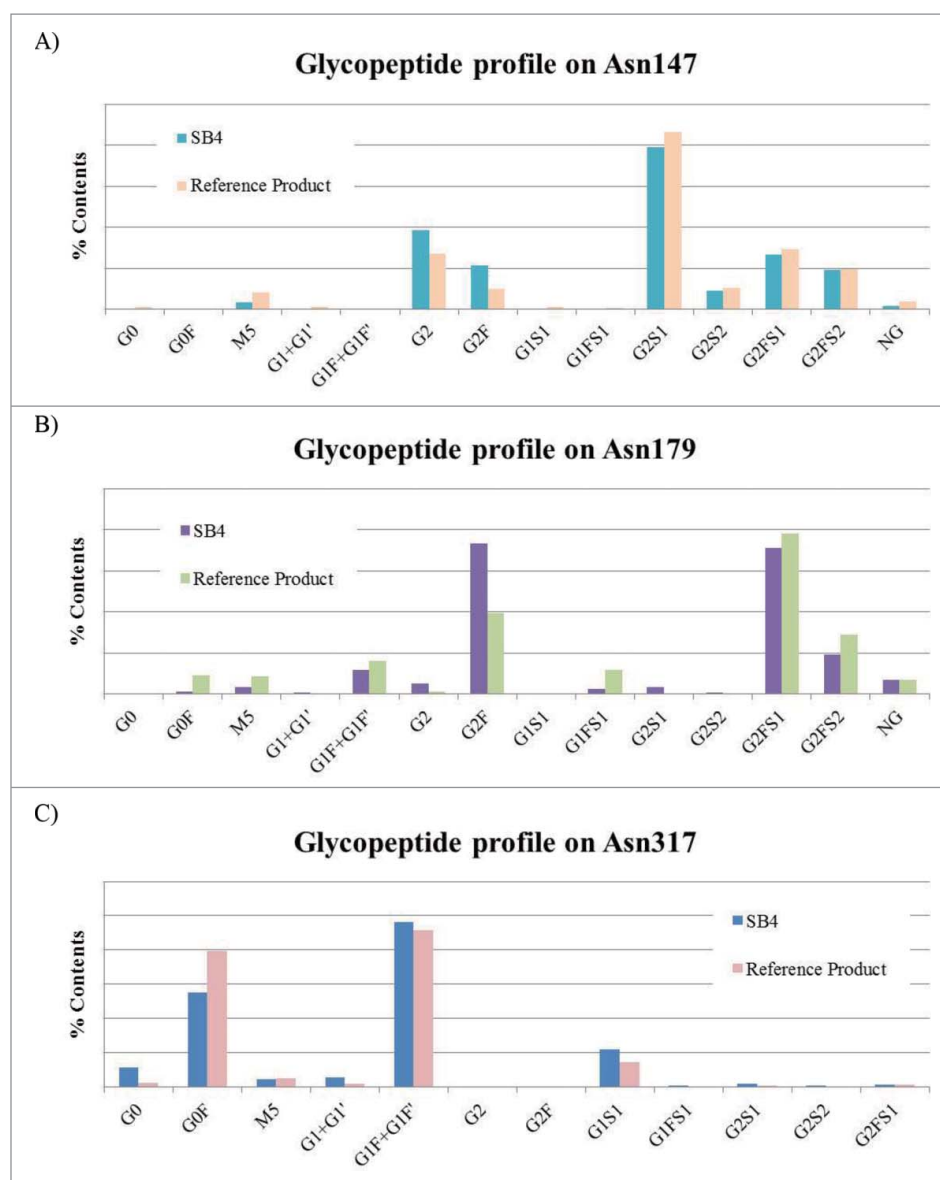 A)
Glycopeptide profile on Asn147
% Contents
SB4
Reference Product
G0 G0F M5 G1+G1' G1F+G1F' G2 G2F G1S1 G1FS1 G2S1 G2S2 G2FS1 G2FS2 NG
B)
Glycopeptide profile on Asn179
% Contents
SB4
Reference Product
G0 G0F M5 G1+G1' G1F+G1F' G2 G2F G1S1 G1FS1 G2S1 G2S2 G2FS1 G2FS2 NG
C)
Glycopeptide profile on Asn317
% Contents
SB4
Reference Product
G0 G0F M5 G1+G1' G1F+G1F' G2 G2F G1S1 G1FS1 G2S1 G2S2 G2FS1